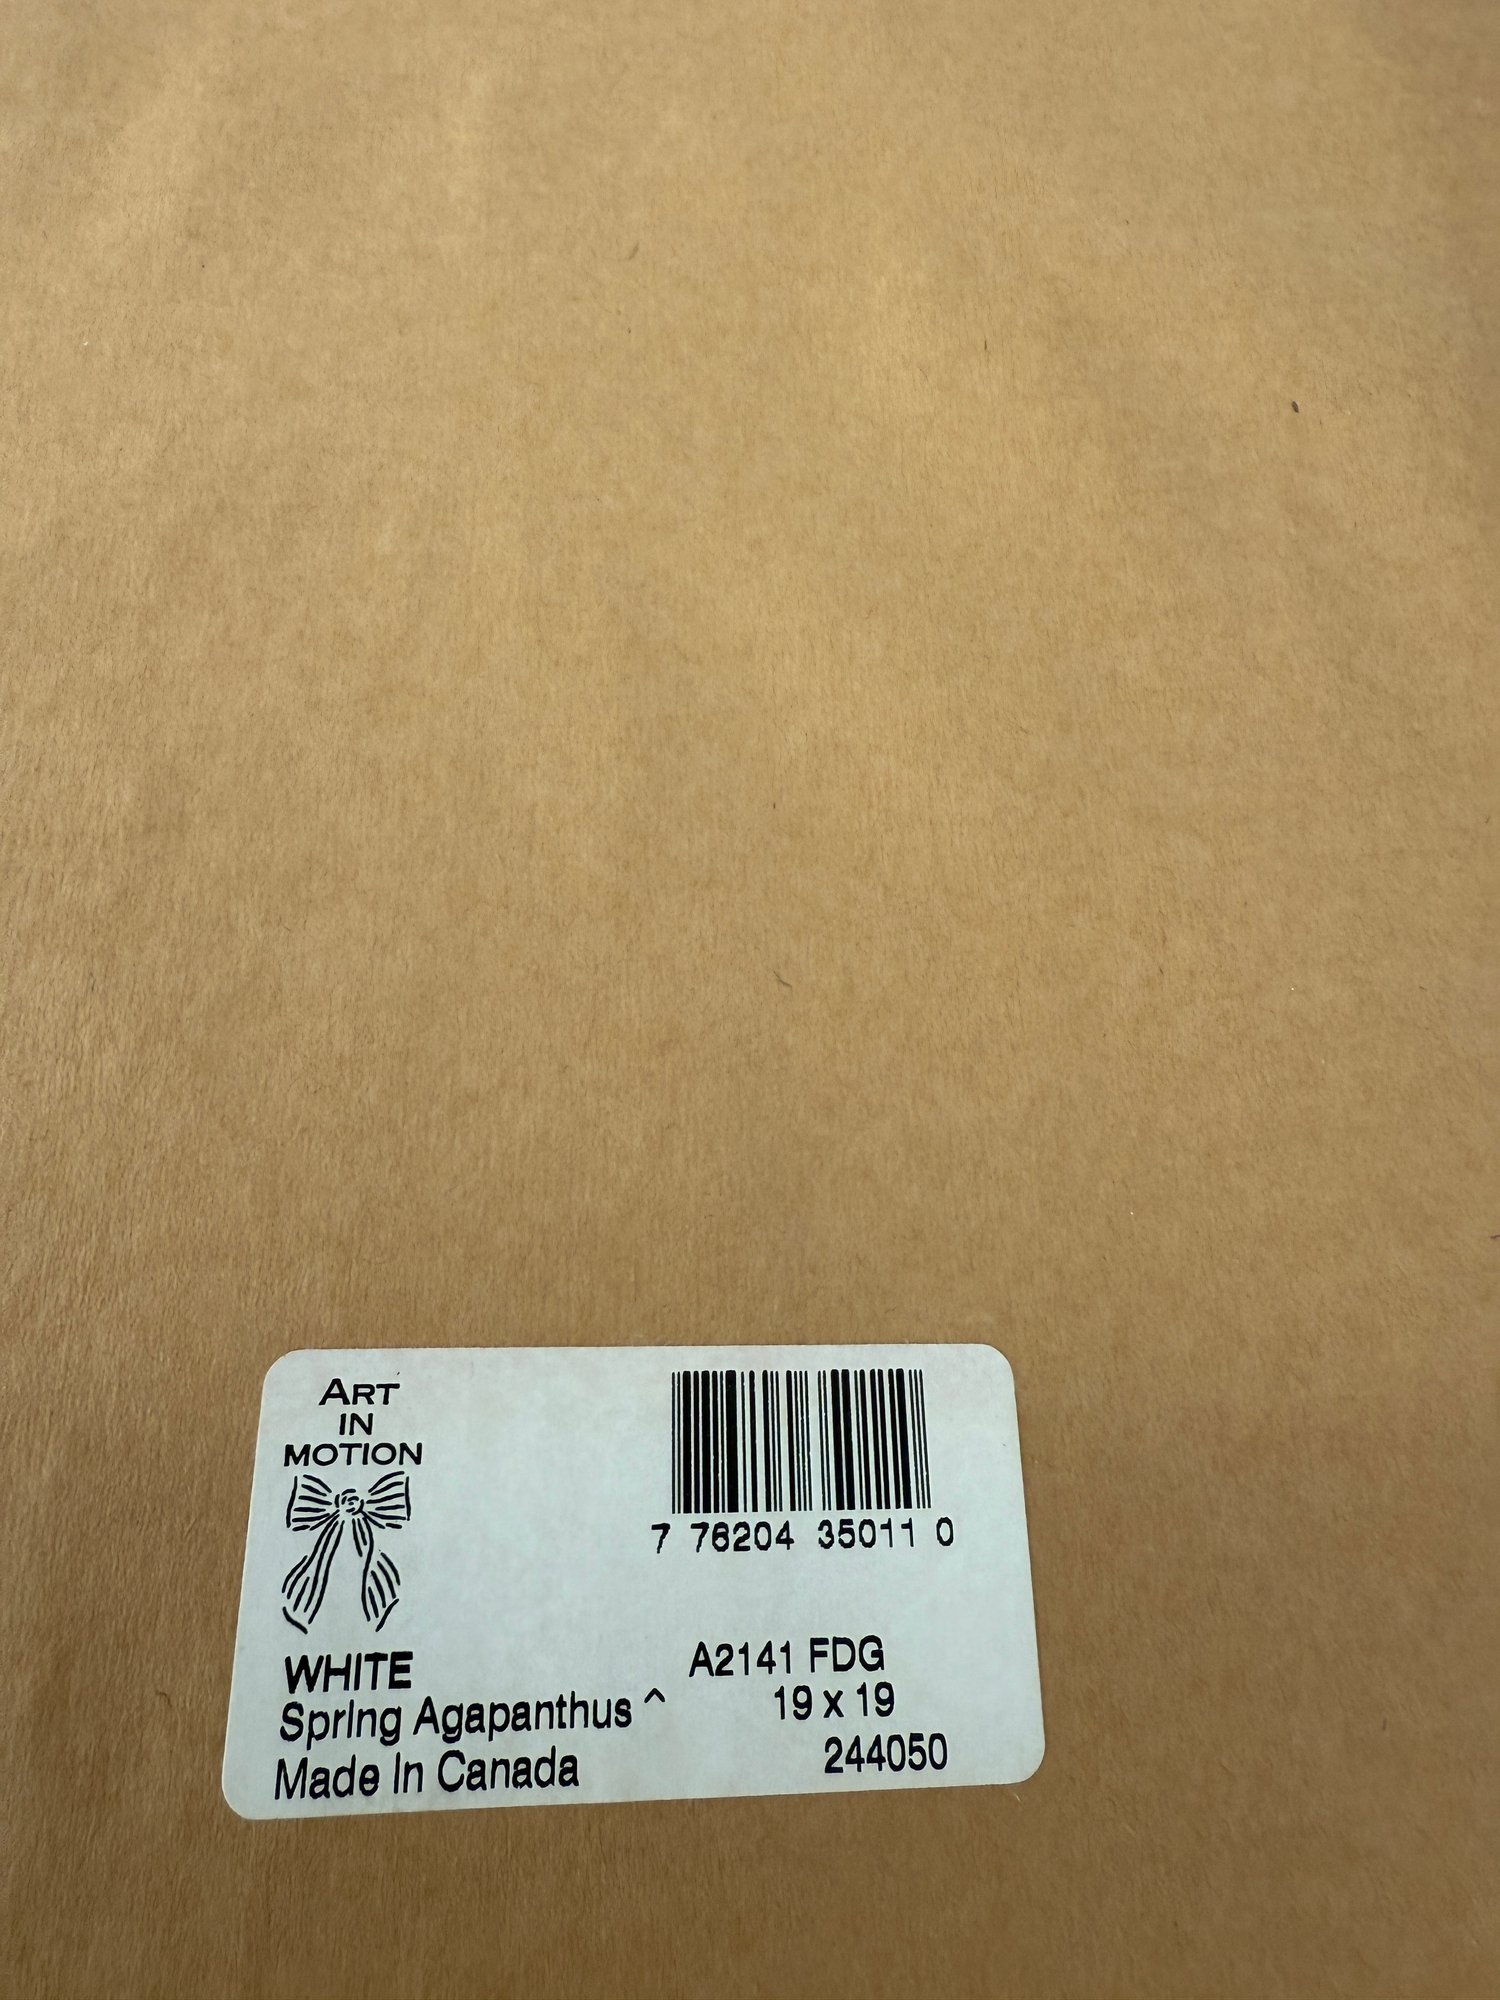 ART
IN
MOTION
7 76204 35011 0
WHITE
Spring Agapanthus ^
Made In Canada
A2141 FDG
19 x 19
244050